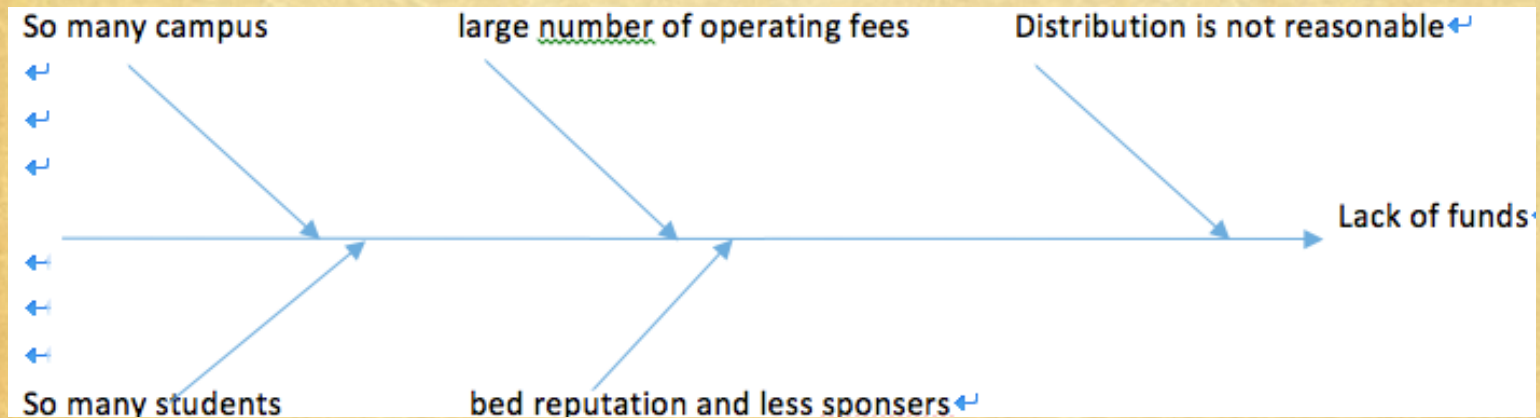 So many campus
large number of operating fees
Distribution is not reasonable
Lack of funds
So many students
bed reputation and less sponsers